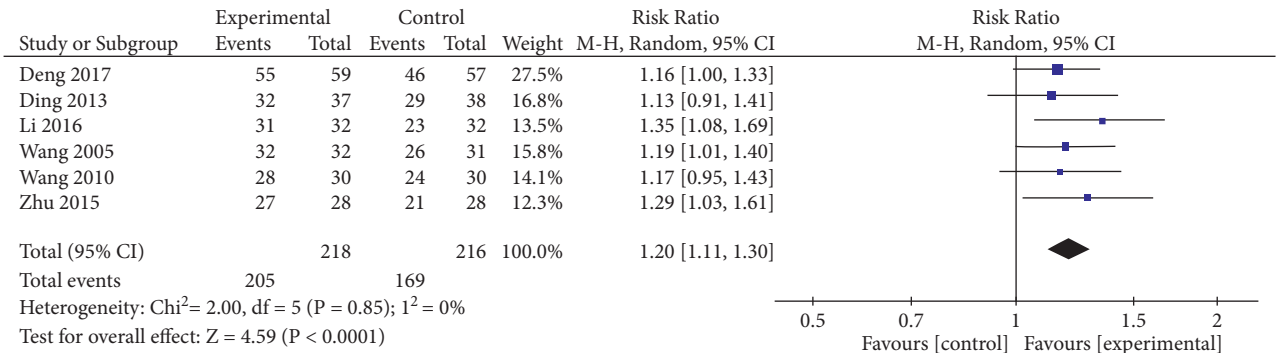 Experimental Control Risk Ratio Risk Ratio
Study or Subgroup Events Total Events Total Weight M-H, Random, 95% CI M-H, Random, 95% CI
Deng 2017 55 59 46 57 27.5% 1.16 [1.00, 1.33]
Ding 2013 32 37 29 38 16.8% 1.13 [0.91, 1.41]
Li 2016 31 32 23 32 13.5% 1.35 [1.08, 1.69]
Wang 2005 32 32 26 31 15.8% 1.19 [1.01, 1.40]
Wang 2010 28 30 24 30 14.1% 1.17 [0.95, 1.43]
Zhu 2015 27 28 21 28 12.3% 1.29 [1.03, 1.61]
Total (95% CI) 218 216 100.0% 1.20 [1.11, 1.30]
Total events 205 169
Heterogeneity: Chi²= 2.00, df = 5 (P = 0.85); 1² = 0%
Test for overall effect: Z = 4.59 (P < 0.0001)
0.5 0.7 1 1.5 2
Favours [control] Favours [experimental]